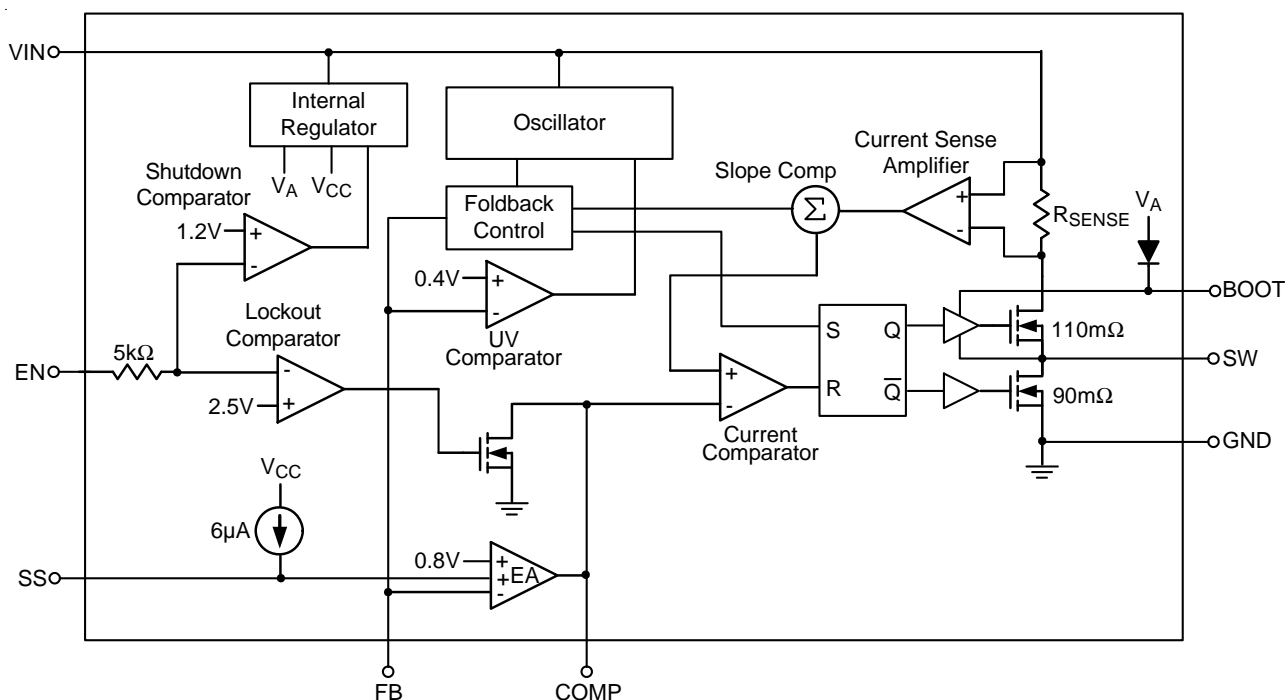 VIN
Internal
Regulator
Oscillator
Current Sense
Amplifier
Slope Comp
Shutdown
Comparator
VA
VCC
Foldback
Control
Σ
+
-
RSENSE
VA
1.2V
+
-
0.4V
+
-
UV
Comparator
BOOT
Lockout
Comparator
S
Q
110mΩ
SW
EN
5kΩ
-
+
2.5V
+
-
R
Q̅
90mΩ
Current
Comparator
GND
VCC
6µA
0.8V
+
+
-
EA
SS
FB
COMP